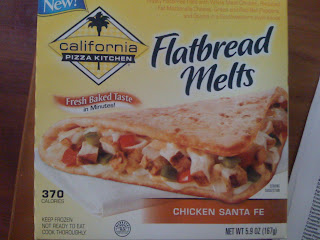 New!
california
PIZZA KITCHEN
Flatbread
Melts
Fresh Baked Taste
in Minutes!
370
CALORIES
CHICKEN SANTA FE
KEEP FROZEN
NOT READY TO EAT
COOK THOROUGHLY
NET WT 5.9 OZ (167g)